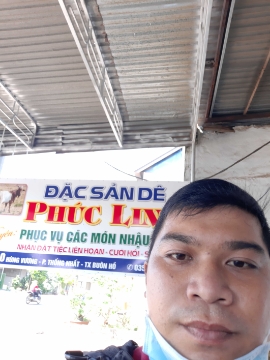 ĐẶC SẢN DÊ
PHÚC LIN
PHỤC VỤ CÁC MÓN NHẬU
NHẬN ĐẶT TIỆC LIÊN HOAN - CƯỚI HỎI - S
HÙNG VƯƠNG - P. THỐNG NHẤT - TX BUÔN HỒ